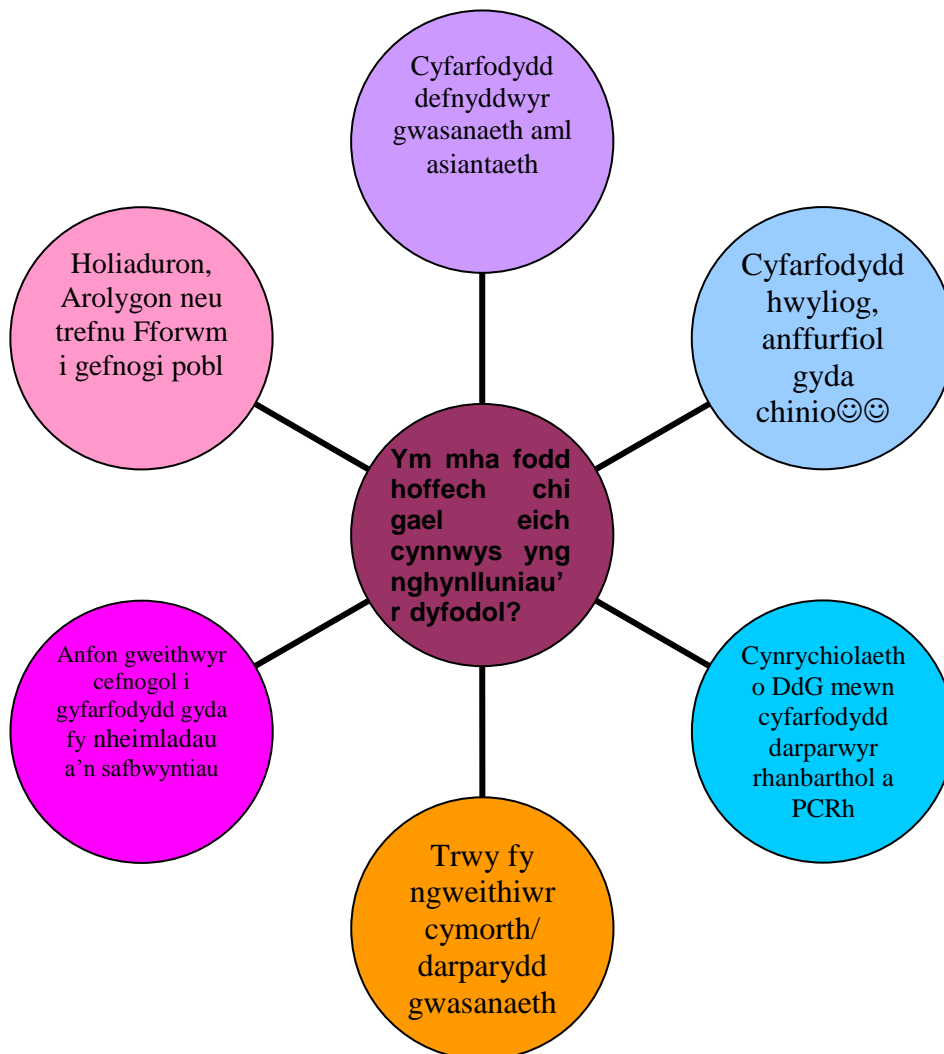 Cyfarfodydd
defnyddwyr
gwasanaeth aml
asiantaeth
Holiaduron,
Arolygon neu
trefnu Fforwm
i gefnogi pobl
Cyfarfodydd
hwyliog,
anffurfiol
gyda
chinio☺☺
Ym mha fodd
hoffech chi
gael eich
cynnwys yng
nghynlluniau’
r dyfodol?
Anfon gweithwyr
cefnogol i
gyfarfodydd gyda
fy nheimladau
a’n safbwyntiau
Cynrychiolaeth
o DdG mewn
cyfarfodydd
darparwyr
rhanbarthol a
PCRh
Trwy fy
ngweithiwr
cymorth/
darparydd
gwasanaeth